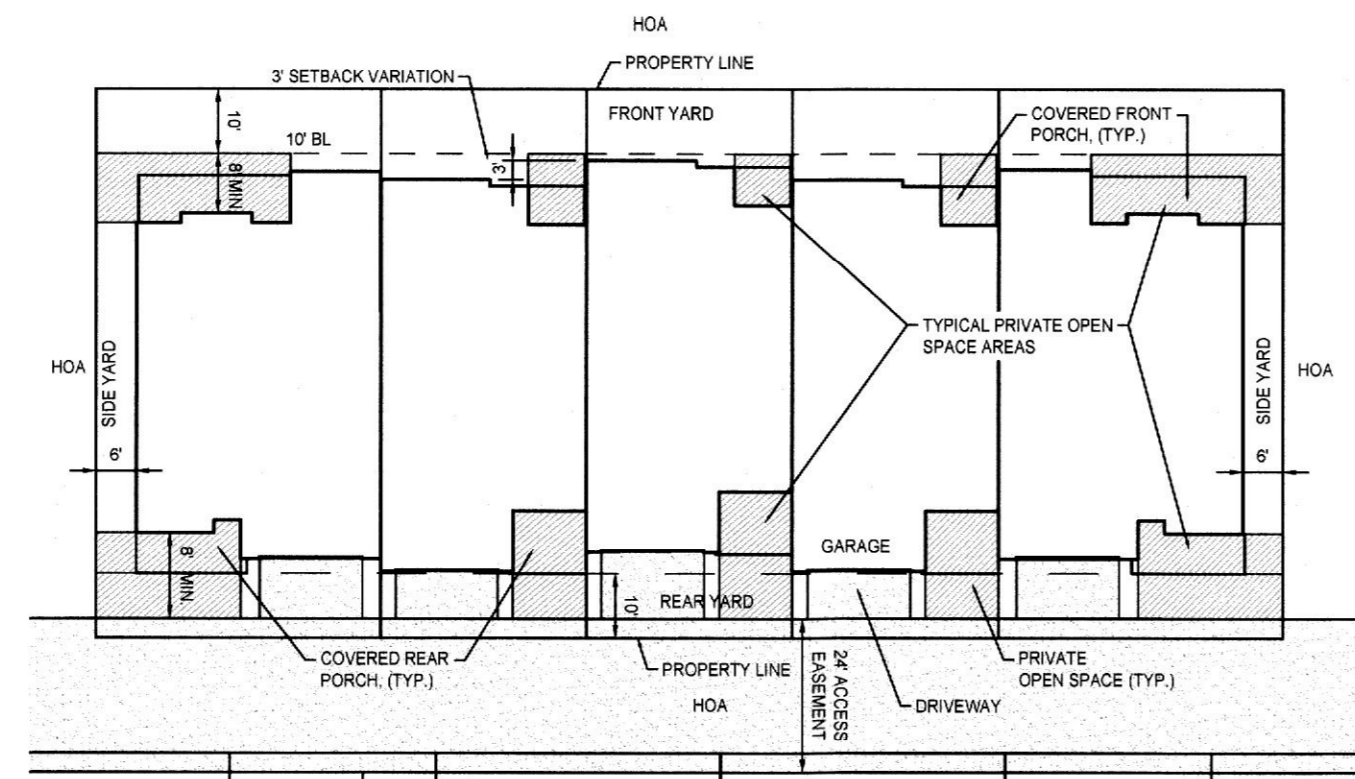 HOA
PROPERTY LINE
3' SETBACK VARIATION
FRONT YARD
COVERED FRONT
PORCH, (TYP.)
10'
10' BL
8' MIN.
3'
TYPICAL PRIVATE OPEN
SPACE AREAS
HOA
SIDE YARD
6'
SIDE YARD
6'
HOA
8' MIN.
GARAGE
REAR YARD
10'
COVERED REAR
PORCH, (TYP.)
PROPERTY LINE
HOA
24' ACCESS
EASEMENT
PRIVATE
OPEN SPACE (TYP.)
DRIVEWAY